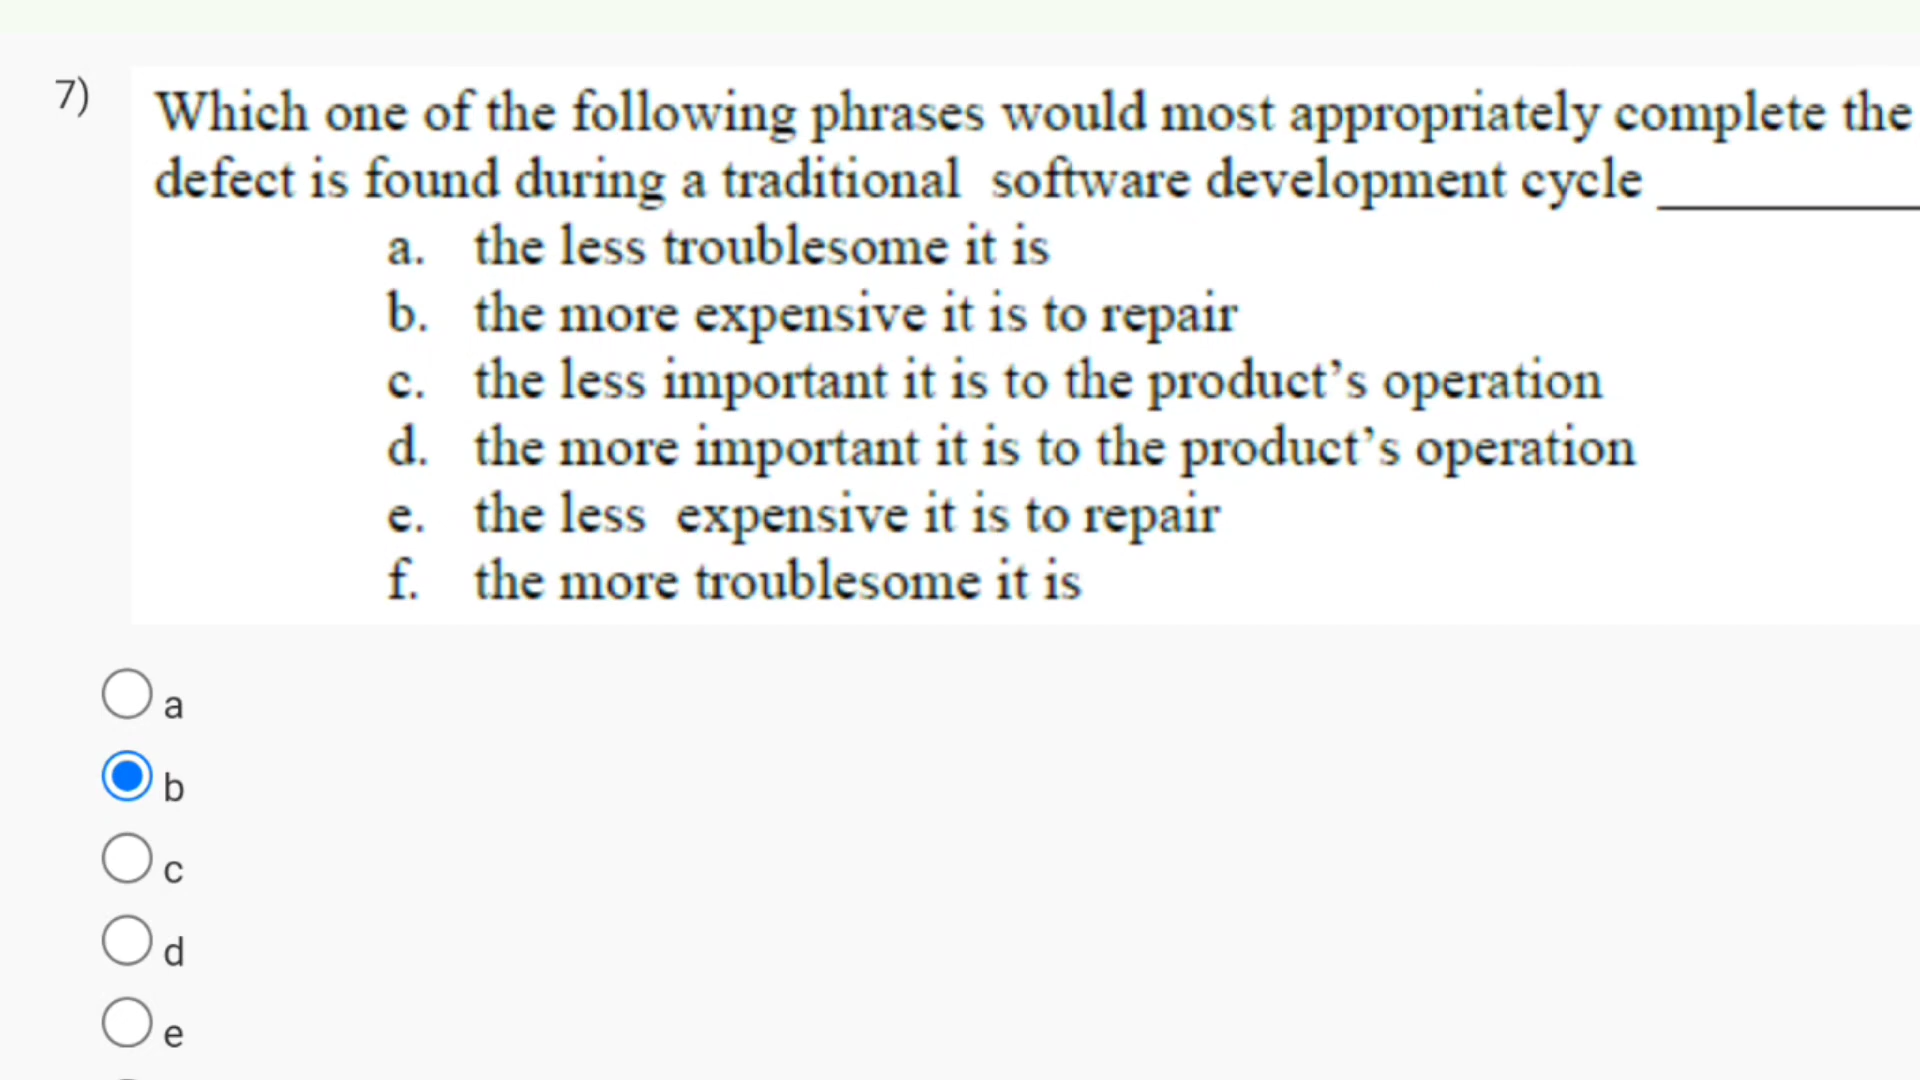 7)
Which one of the following phrases would most appropriately complete the
defect is found during a traditional software development cycle ________
a. the less troublesome it is
b. the more expensive it is to repair
c. the less important it is to the product’s operation
d. the more important it is to the product’s operation
e. the less expensive it is to repair
f. the more troublesome it is
a
b
c
d
e